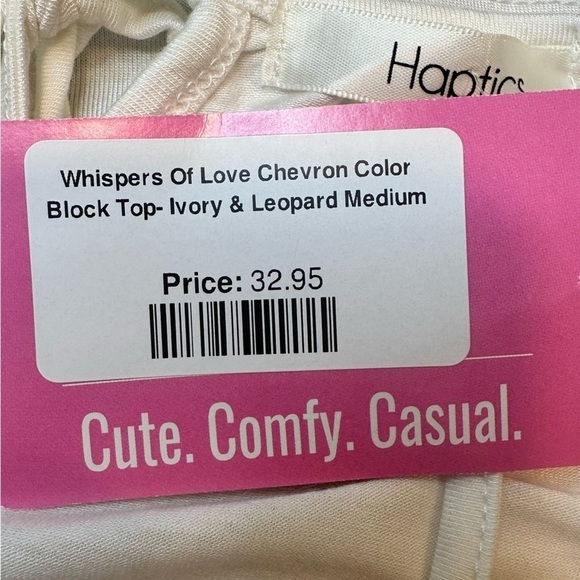 Haptics
Whispers Of Love Chevron Color
Block Top- Ivory & Leopard Medium
Price: 32.95
Cute. Comfy. Casual.